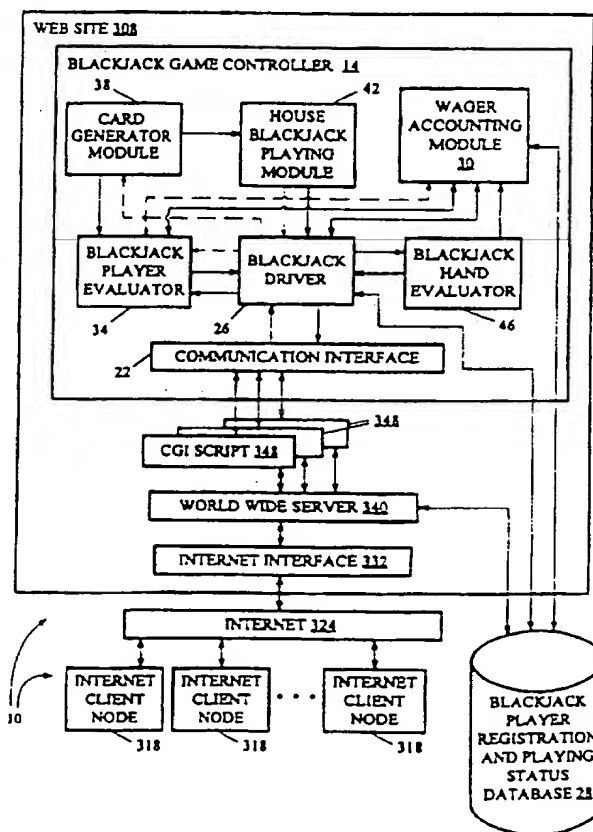 WEB SITE 308
BLACKJACK GAME CONTROLLER 14
38
42
CARD
GENERATOR
MODULE
HOUSE
BLACKJACK
PLAYING
MODULE
WAGER
ACCOUNTING
MODULE
30
BLACKJACK
PLAYER
EVALUATOR
BLACKJACK
DRIVER
BLACKJACK
HAND
EVALUATOR
34
26
46
22
COMMUNICATION INTERFACE
348
CGI SCRIPT 348
WORLD WIDE SERVER 340
INTERNET INTERFACE 332
INTERNET 324
10
INTERNET
CLIENT
NODE
INTERNET
CLIENT
NODE
• • •
INTERNET
CLIENT
NODE
318
318
318
BLACKJACK
PLAYER
REGISTRATION
AND PLAYING
STATUS
DATABASE 28